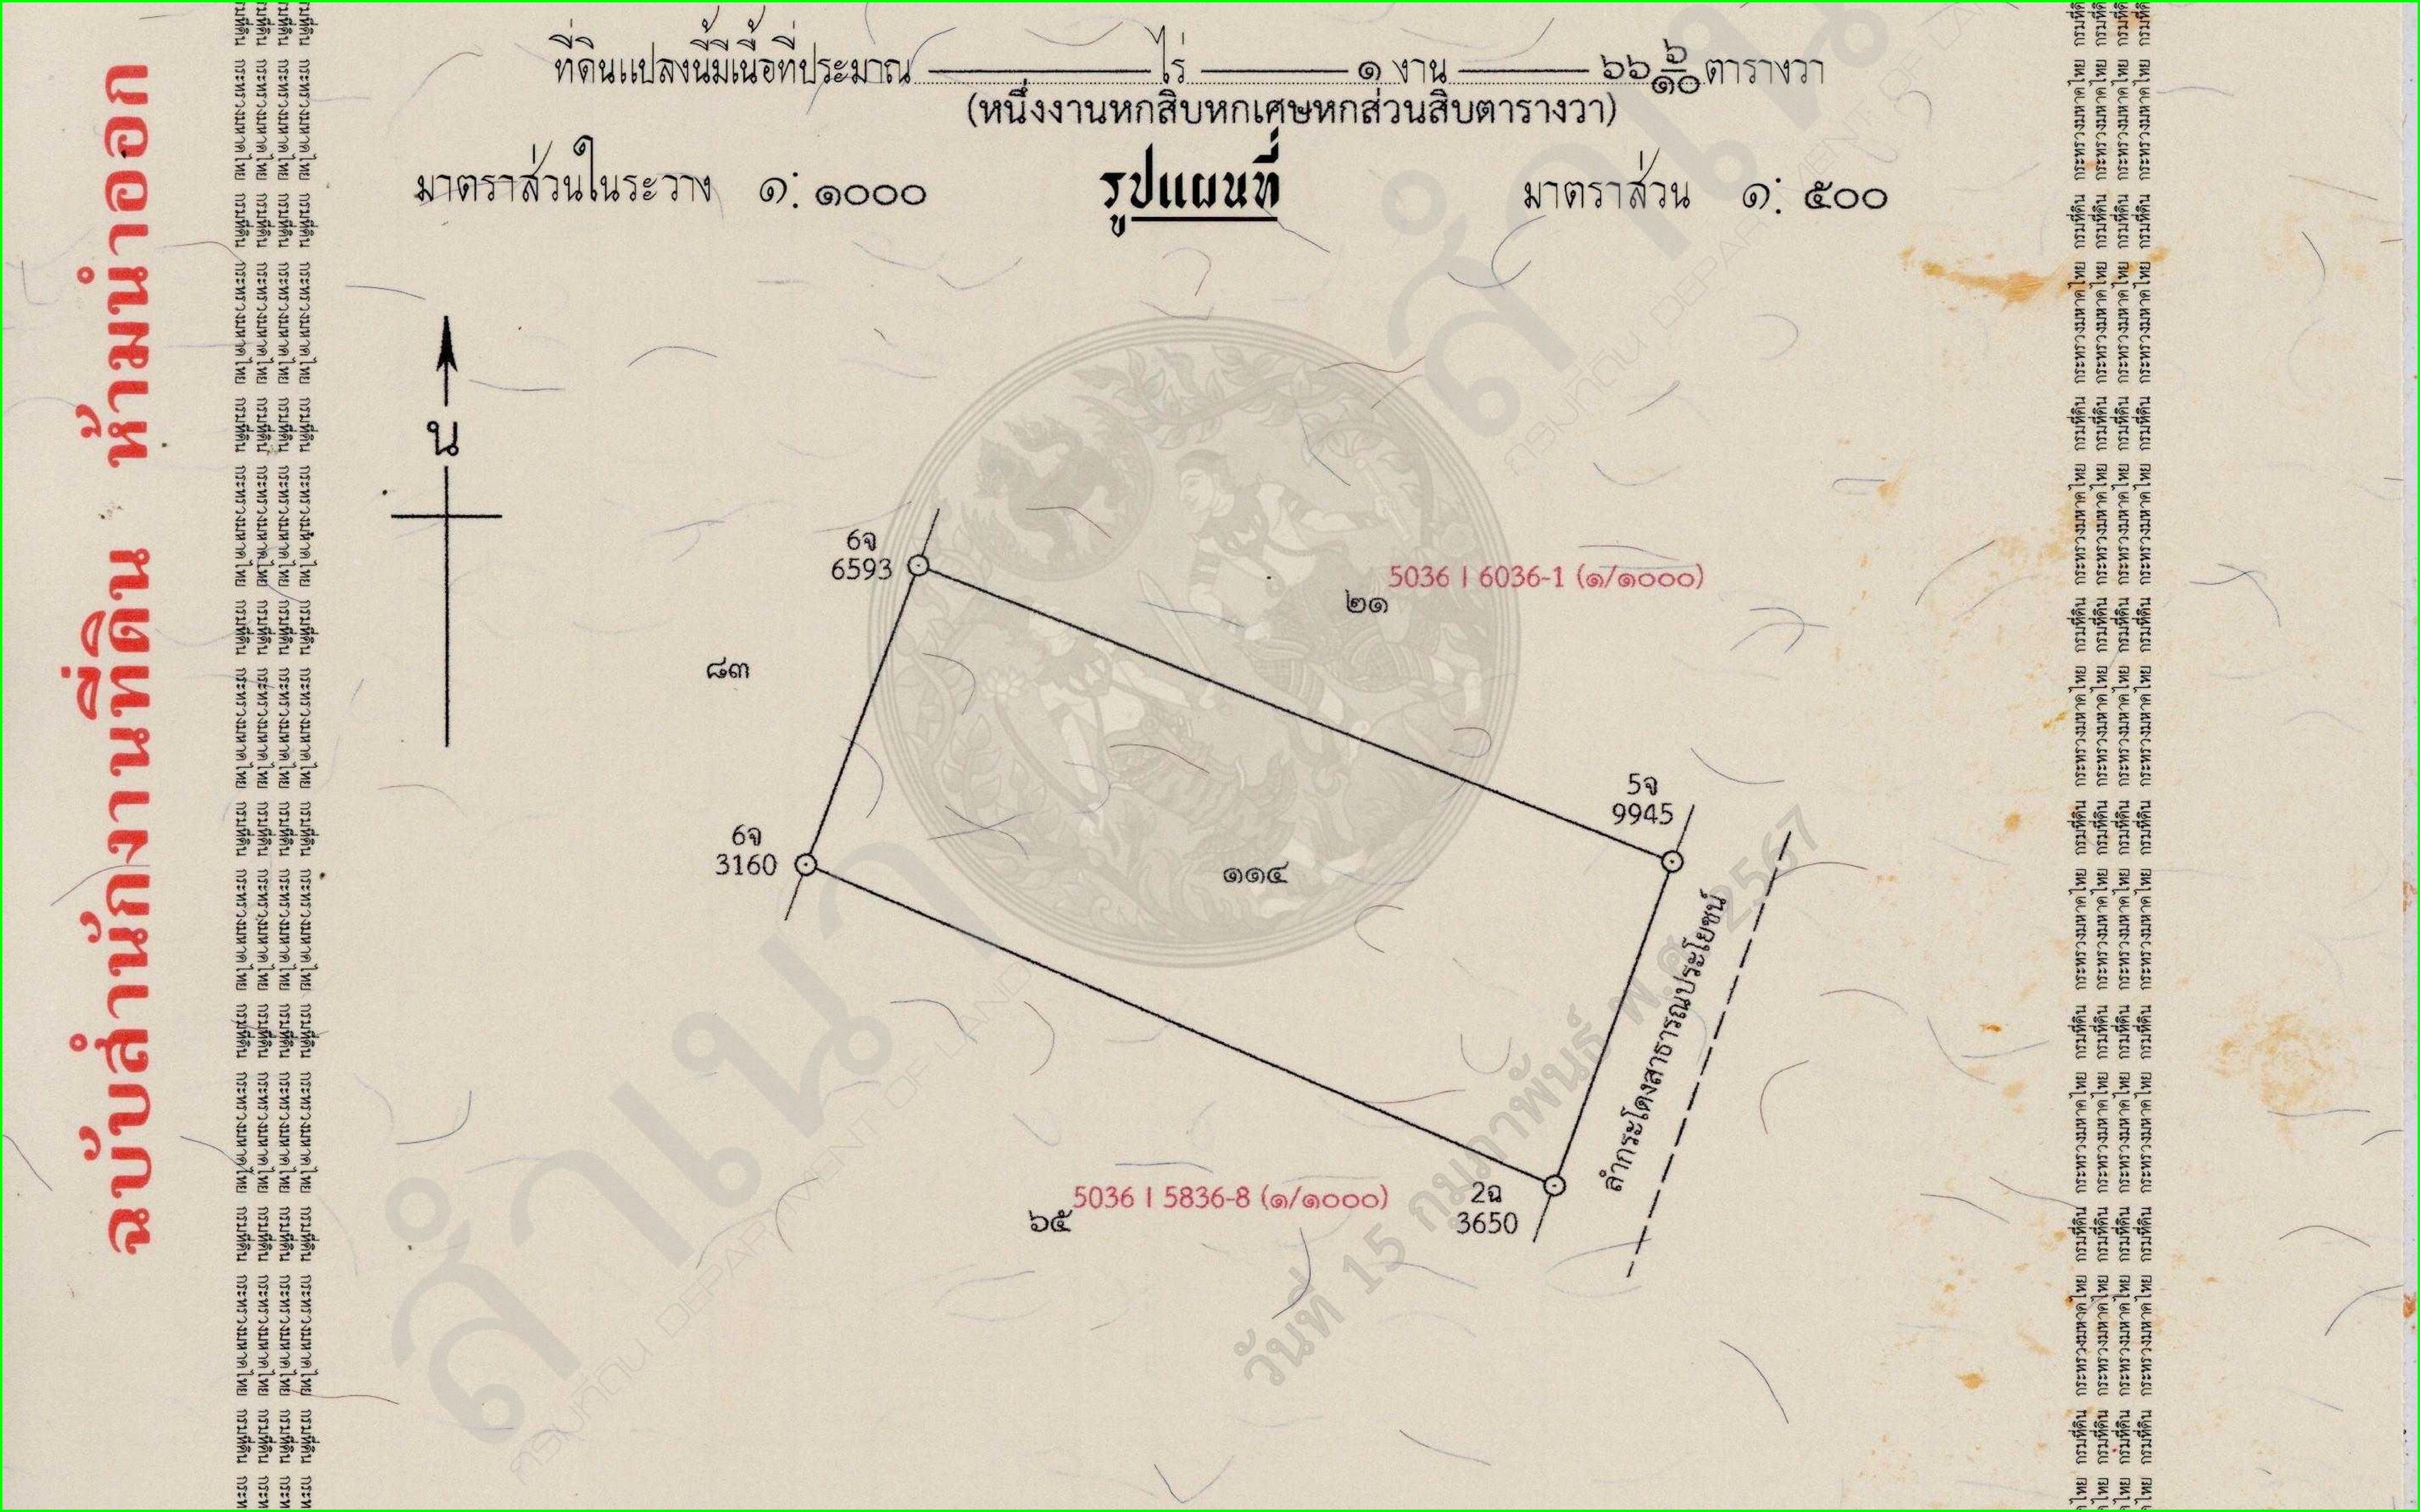 ที่ดินแปลงนี้มีเนื้อที่ประมาณ ไร่ ๑ งาน ๖๖ ๖/๑๐ ตารางวา
(หนึ่งงานหกสิบหกเศษหกส่วนสิบตารางวา)
มาตราส่วนในระวาง ๑: ๑๐๐๐
รูปแผนที่
มาตราส่วน ๑: ๕๐๐
น
6จ
6593
5036 I 6036-1 (๑/๑๐๐๐)
๒๑
๘๓
5จ
9945
6จ
3160
๑๑๔
ลำกระโดงสาธารณประโยชน์
2ฉ
3650
5036 I 5836-8 (๑/๑๐๐๐)
๖๕
ฉบับสำนักงานที่ดิน ห้ามนำออก
สำเนา
กรมที่ดิน DEPARTMENT OF LAND
วันที่ 15 กุมภาพันธ์ พ.ศ. 2567
กรมที่ดิน กระทรวงมหาดไทย